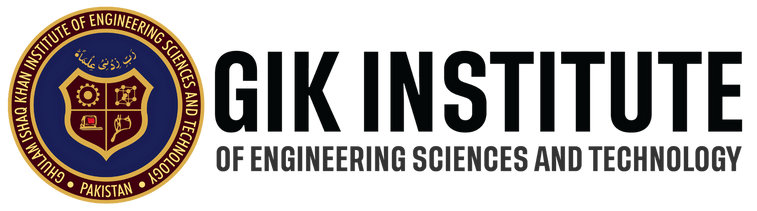 GHULAM ISHAQ KHAN INSTITUTE OF ENGINEERING SCIENCES AND TECHNOLOGY
• PAKISTAN •
رَبِّ زِدْنِي عِلْمًا
GIK INSTITUTE
OF ENGINEERING SCIENCES AND TECHNOLOGY